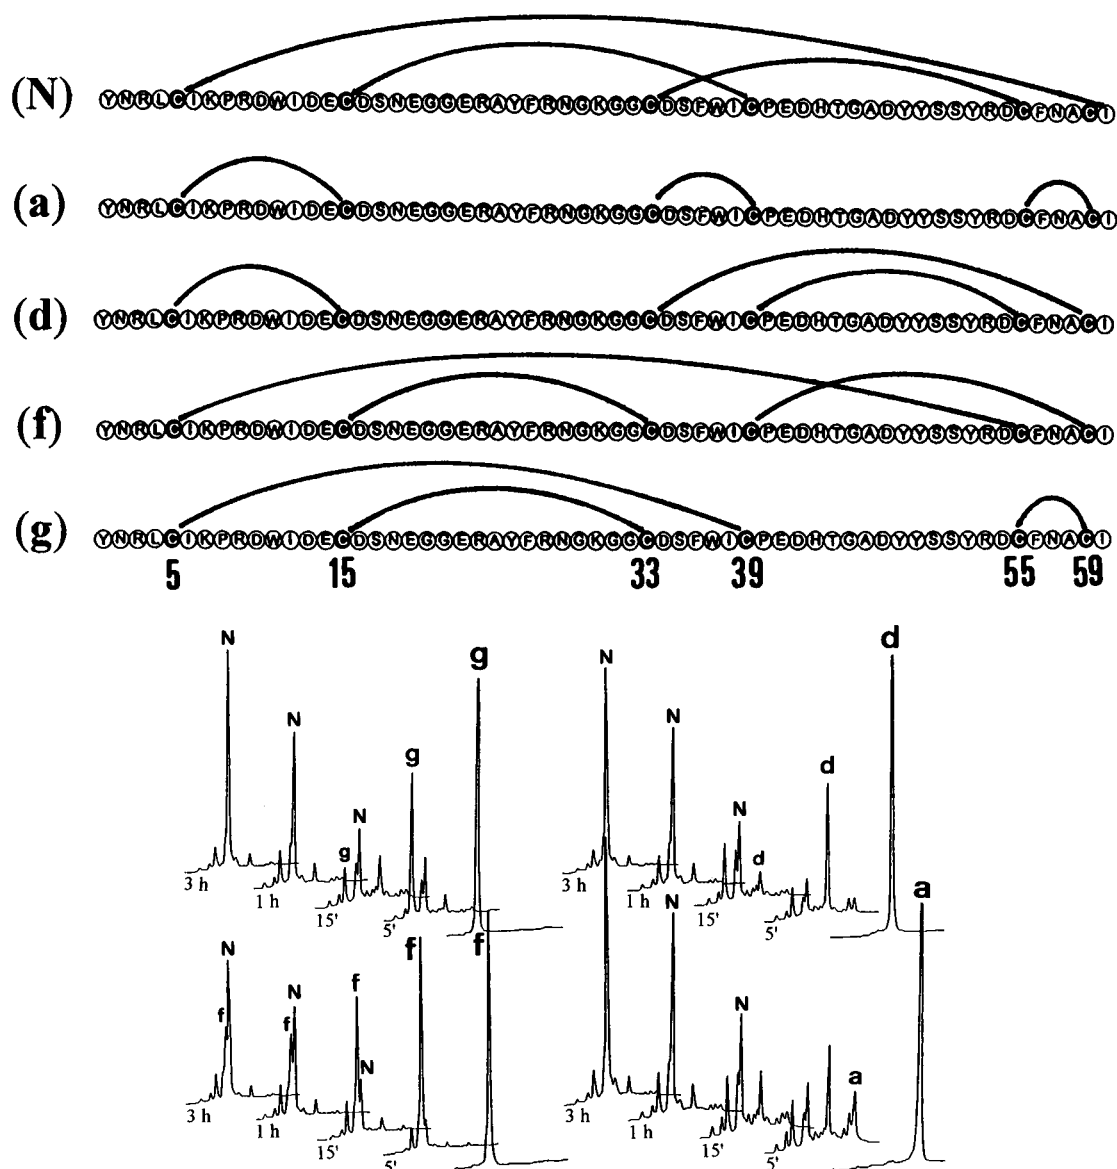 (N) YNRLCIKPRDWIDECDSNEGGERAYFRNGKGGCDSFWICPEDHTGADYYSSYRDCFNACI
(a) YNRLCIKPRDWIDECDSNEGGERAYFRNGKGGCDSFWICPEDHTGADYYSSYRDCFNACI
(d) YNRLCIKPRDWIDECDSNEGGERAYFRNGKGGCDSFWICPEDHTGADYYSSYRDCFNACI
(f) YNRLCIKPRDWIDECDSNEGGERAYFRNGKGGCDSFWICPEDHTGADYYSSYRDCFNACI
(g) YNRLCIKPRDWIDECDSNEGGERAYFRNGKGGCDSFWICPEDHTGADYYSSYRDCFNACI
5 15 33 39 55 59
N N g N g g
3 h 1 h 15' 5'
N N N d d d
3 h 1 h 15' 5'
f N f N f N f f
3 h 1 h 15' 5'
N N a a
3 h 1 h 15' 5'